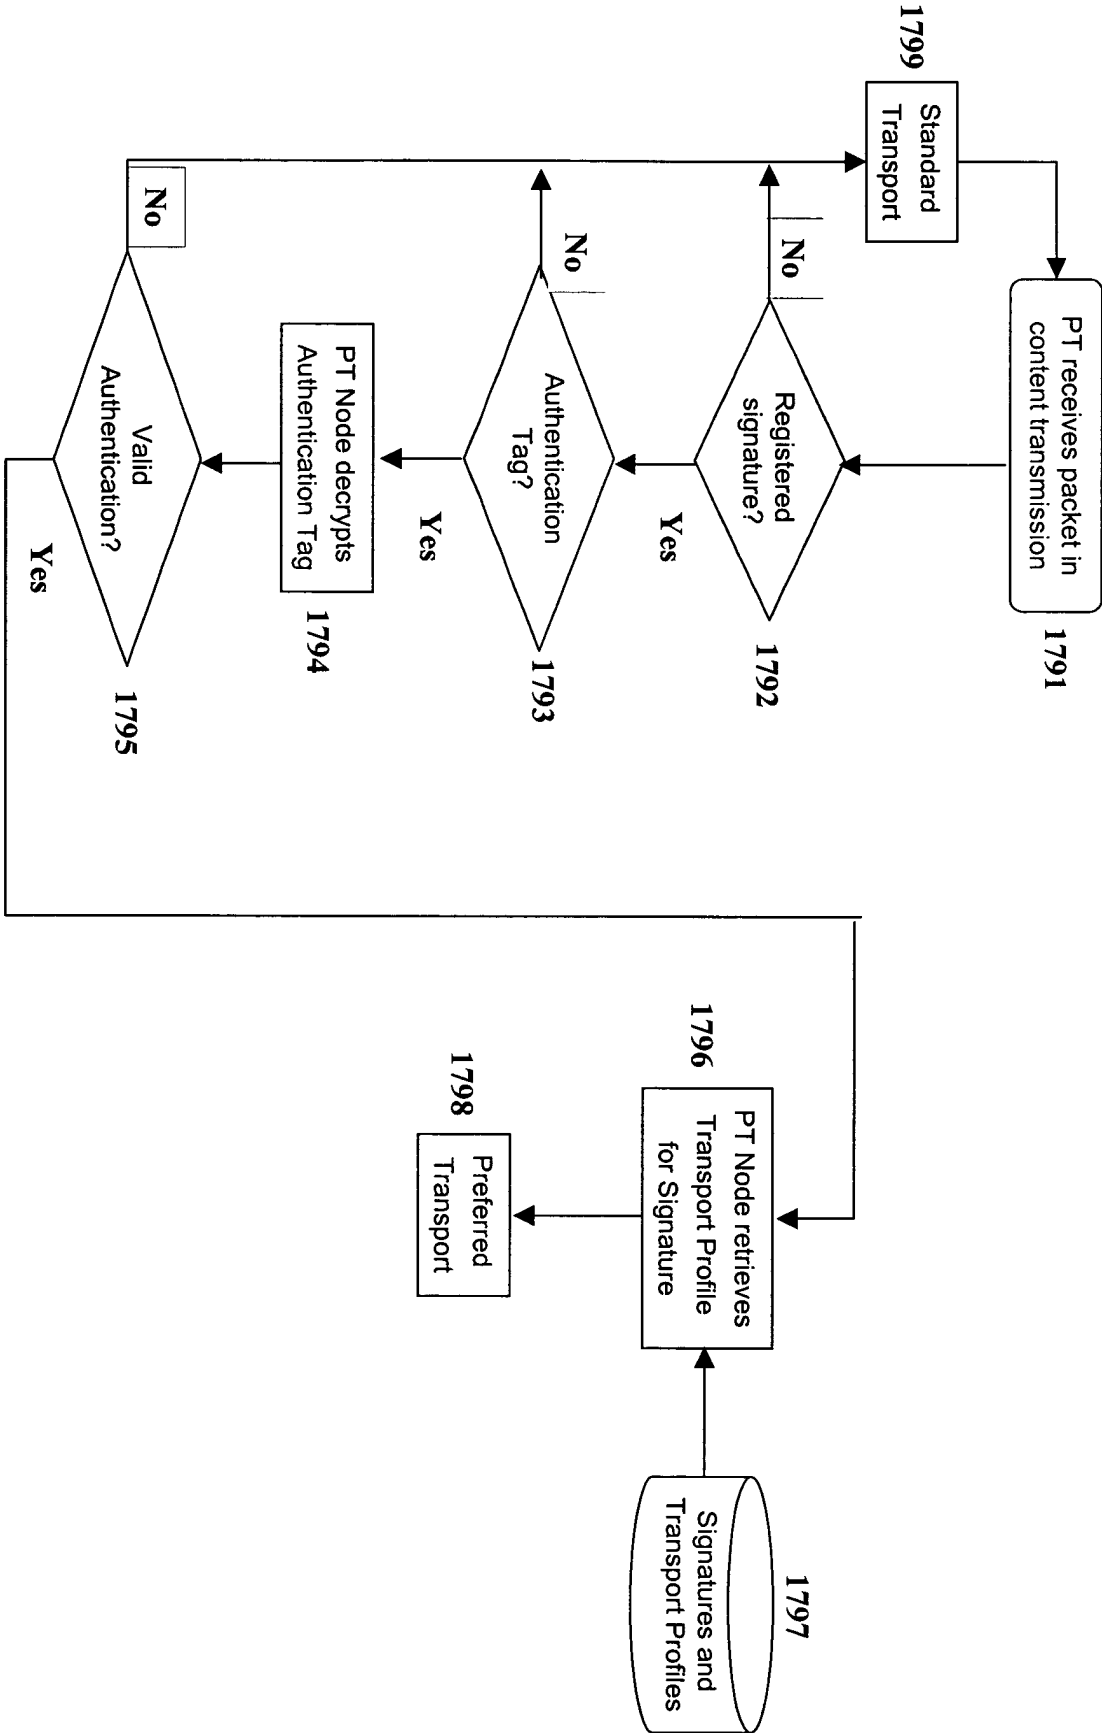 1799
Standard
Transport
PT receives packet in
content transmission
1791
No
Registered
signature?
1792
Yes
No
Authentication
Tag?
1793
Yes
PT Node decrypts
Authentication Tag
1794
No
Valid
Authentication?
1795
Yes
1796
PT Node retrieves
Transport Profile
for Signature
1798
Preferred
Transport
1797
Signatures and
Transport Profiles